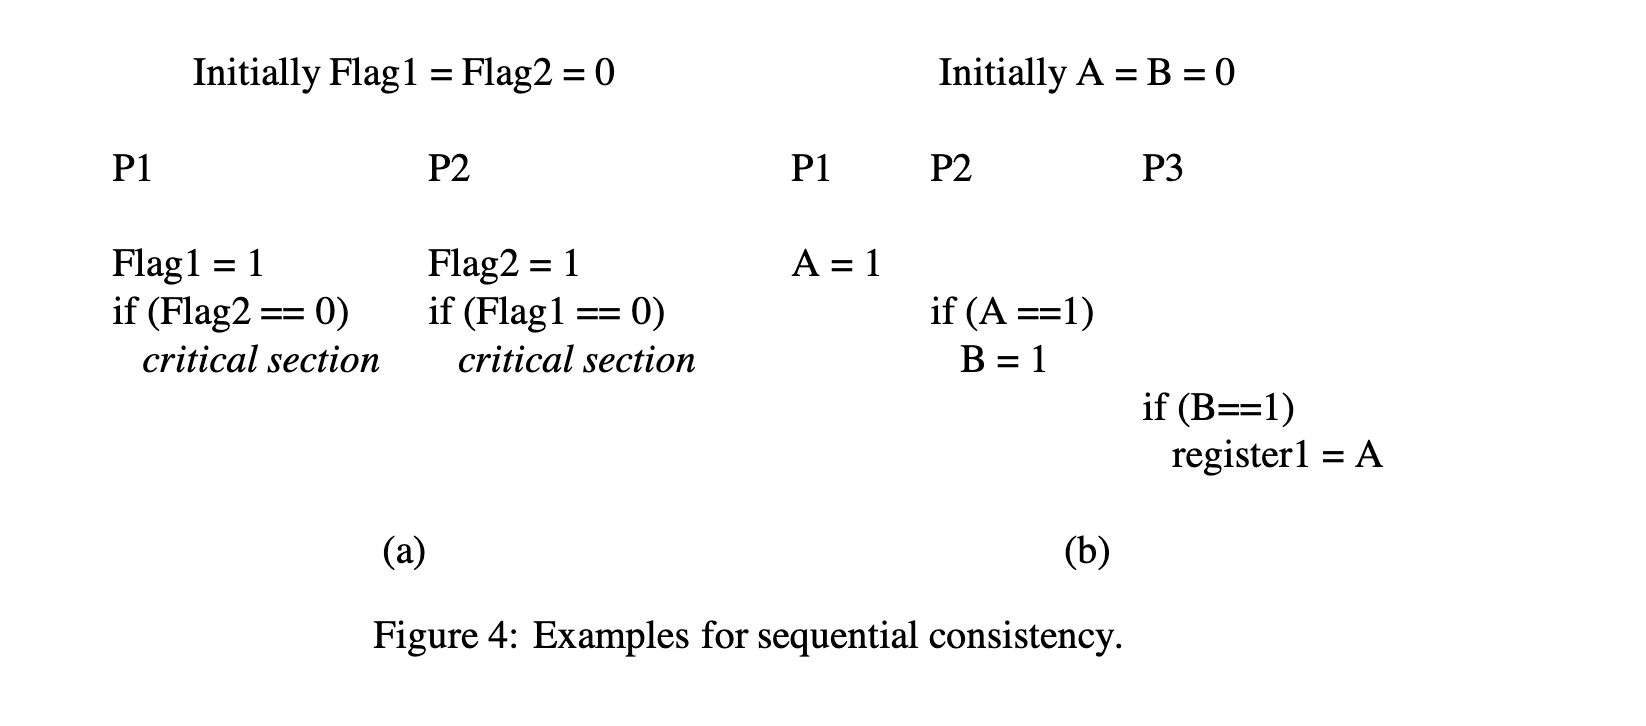 Initially Flag1 = Flag2 = 0
P1 P2
Flag1 = 1 Flag2 = 1
if (Flag2 == 0) if (Flag1 == 0)
critical section critical section
(a)
Initially A = B = 0
P1 P2 P3
A = 1
if (A ==1)
B = 1
if (B==1)
register1 = A
(b)
Figure 4: Examples for sequential consistency.